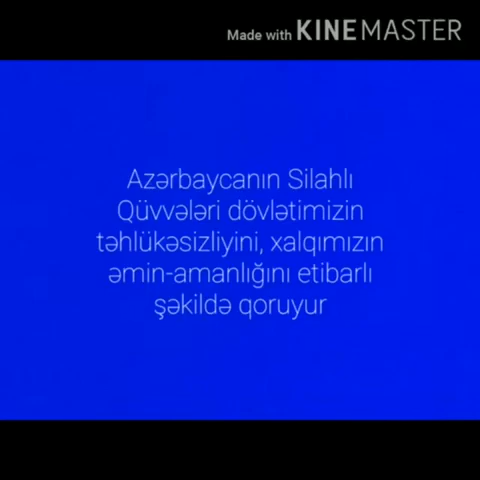 Made with KINEMASTER
Azərbaycanın Silahlı
Qüvvələri dövlətimizin
təhlükəsizliyini, xalqımızın
əmin-amanlığını etibarlı
şəkildə qoruyur